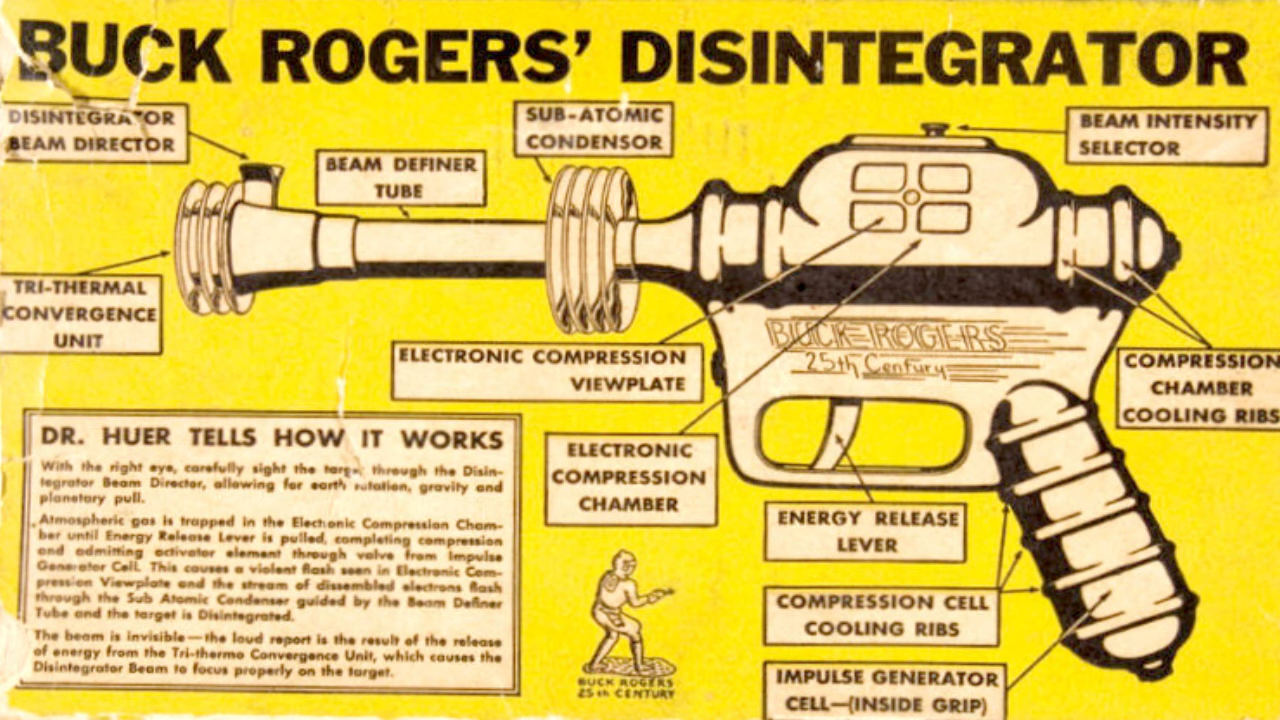 BUCK ROGERS' DISINTEGRATOR
DISINTEGRATOR
BEAM DIRECTOR
SUB-ATOMIC
CONDENSOR
BEAM INTENSITY
SELECTOR
BEAM DEFINER
TUBE
TRI-THERMAL
CONVERGENCE
UNIT
BUCK ROGERS
25th Century
ELECTRONIC COMPRESSION
VIEWPLATE
COMPRESSION
CHAMBER
COOLING RIBS
ELECTRONIC
COMPRESSION
CHAMBER
ENERGY RELEASE
LEVER
COMPRESSION CELL
COOLING RIBS
IMPULSE GENERATOR
CELL—(INSIDE GRIP)
DR. HUER TELLS HOW IT WORKS
With the right eye, carefully sight the target through the Disin-
tegrator Beam Director, allowing for earth rotation, gravity and
planetary pull.
Atmospheric gas is trapped in the Electronic Compression Cham-
ber until Energy Release Lever is pulled, completing compression
and admitting activator element through valve from Impulse
Generator Cell. This causes a violent flash seen in Electronic Com-
pression Viewplate and the stream of dissembled electrons flash
through the Sub Atomic Condenser guided by the Beam Definer
Tube and the target is Disintegrated.
The beam is invisible—the loud report is the result of the release
of energy from the Tri-thermo Convergence Unit, which causes the
Disintegrator Beam to focus properly on the target.
BUCK ROGERS
25th CENTURY